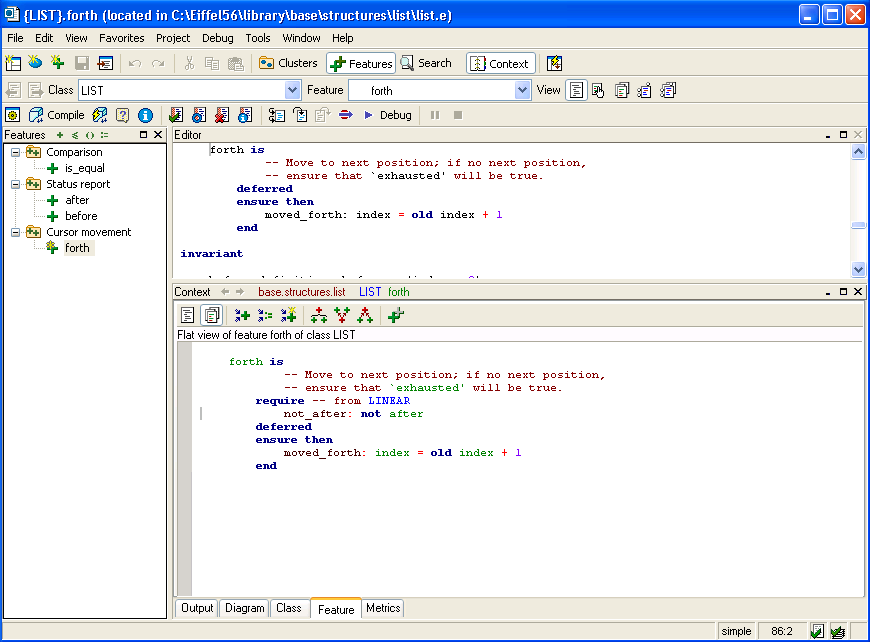 {LIST}.forth (located in C:\Eiffel56\library\base\structures\list\list.e)
File Edit View Favorites Project Debug Tools Window Help
Clusters Features Search Context
Class LIST Feature forth View
Compile Debug
Features
Comparison
is_equal
Status report
after
before
Cursor movement
forth
Editor
forth is
-- Move to next position; if no next position,
-- ensure that `exhausted' will be true.
deferred
ensure then
moved_forth: index = old index + 1
end
invariant
Context base.structures.list LIST forth
Flat view of feature forth of class LIST
forth is
-- Move to next position; if no next position,
-- ensure that `exhausted' will be true.
require -- from LINEAR
not_after: not after
deferred
ensure then
moved_forth: index = old index + 1
end
Output Diagram Class Feature Metrics
simple 86:2